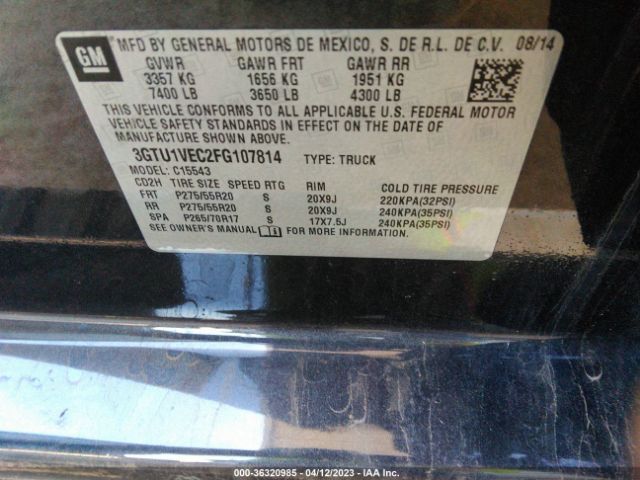 GM
MFD BY GENERAL MOTORS DE MEXICO, S. DE R.L. DE C.V. 08/14
GVWR GAWR FRT GAWR RR
3357 KG 1656 KG 1951 KG
7400 LB 3650 LB 4300 LB
THIS VEHICLE CONFORMS TO ALL APPLICABLE U.S. FEDERAL MOTOR
VEHICLE SAFETY STANDARDS IN EFFECT ON THE DATE OF
MANUFACTURE SHOWN ABOVE.
3GTU1VEC2FG107814 TYPE: TRUCK
MODEL: C15543
CD2H TIRE SIZE SPEED RTG RIM COLD TIRE PRESSURE
FRT P275/55R20 S 20X9J 220KPA(32PSI)
RR P275/55R20 S 20X9J 240KPA(35PSI)
SPA P265/70R17 S 17X7.5J 240KPA(35PSI)
SEE OWNER'S MANUAL FOR MORE INFORMATION.
000-36320985 - 04/12/2023 - IAA Inc.